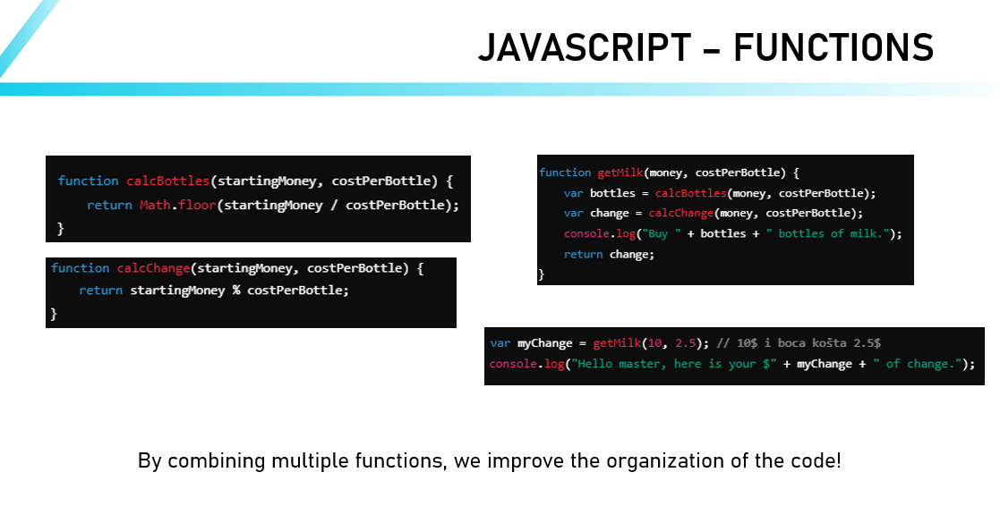 JAVASCRIPT – FUNCTIONS
function calcBottles(startingMoney, costPerBottle) {
return Math.floor(startingMoney / costPerBottle);
}
function calcChange(startingMoney, costPerBottle) {
return startingMoney % costPerBottle;
}
function getMilk(money, costPerBottle) {
var bottles = calcBottles(money, costPerBottle);
var change = calcChange(money, costPerBottle);
console.log("Buy " + bottles + " bottles of milk.");
return change;
}
var myChange = getMilk(10, 2.5); // 10$ i boca košta 2.5$
console.log("Hello master, here is your $" + myChange + " of change.");
By combining multiple functions, we improve the organization of the code!